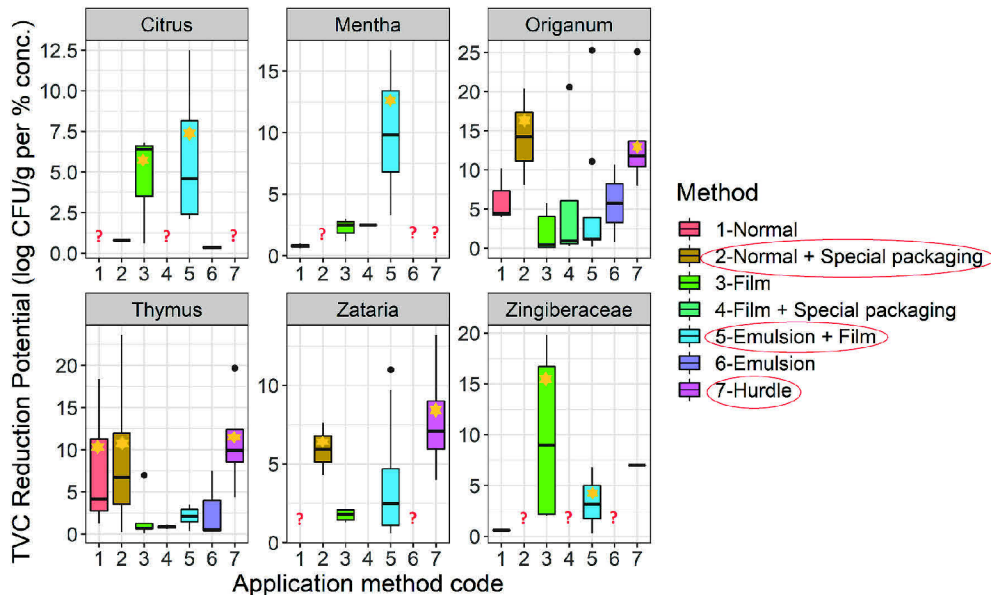 Citrus
Mentha
Origanum
TVC Reduction Potential (log CFU/g per % conc.)
12.5
10.0
7.5
5.0
2.5
0.0
? ? ?
1 2 3 4 5 6 7
15
10
5
0
? ? ?
1 2 3 4 5 6 7
25
20
15
10
5
0
1 2 3 4 5 6 7
Thymus
Zataria
Zingiberaceae
20
15
10
5
0
1 2 3 4 5 6 7
10
5
0
? ? ?
1 2 3 4 5 6 7
20
15
10
5
0
? ? ?
1 2 3 4 5 6 7
Application method code
Method
1-Normal
2-Normal + Special packaging
3-Film
4-Film + Special packaging
5-Emulsion + Film
6-Emulsion
7-Hurdle